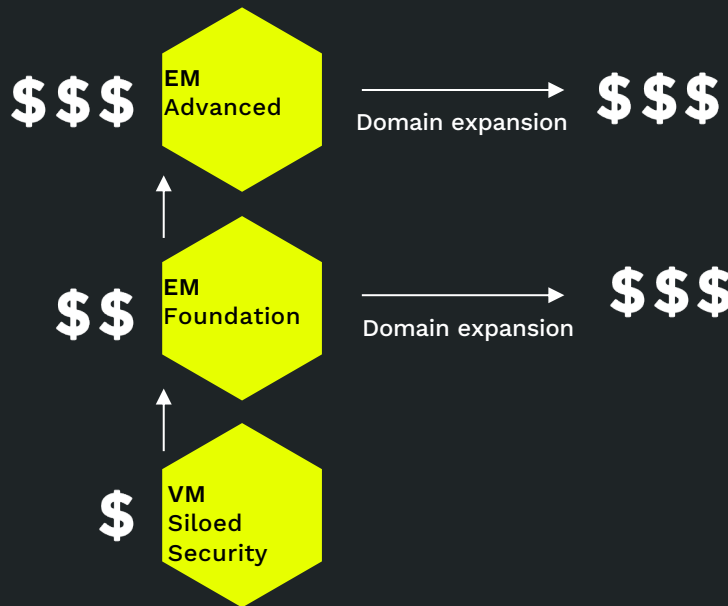 $$$
EM
Advanced
Domain expansion
$$$
$$
EM
Foundation
Domain expansion
$$$
$
VM
Siloed
Security